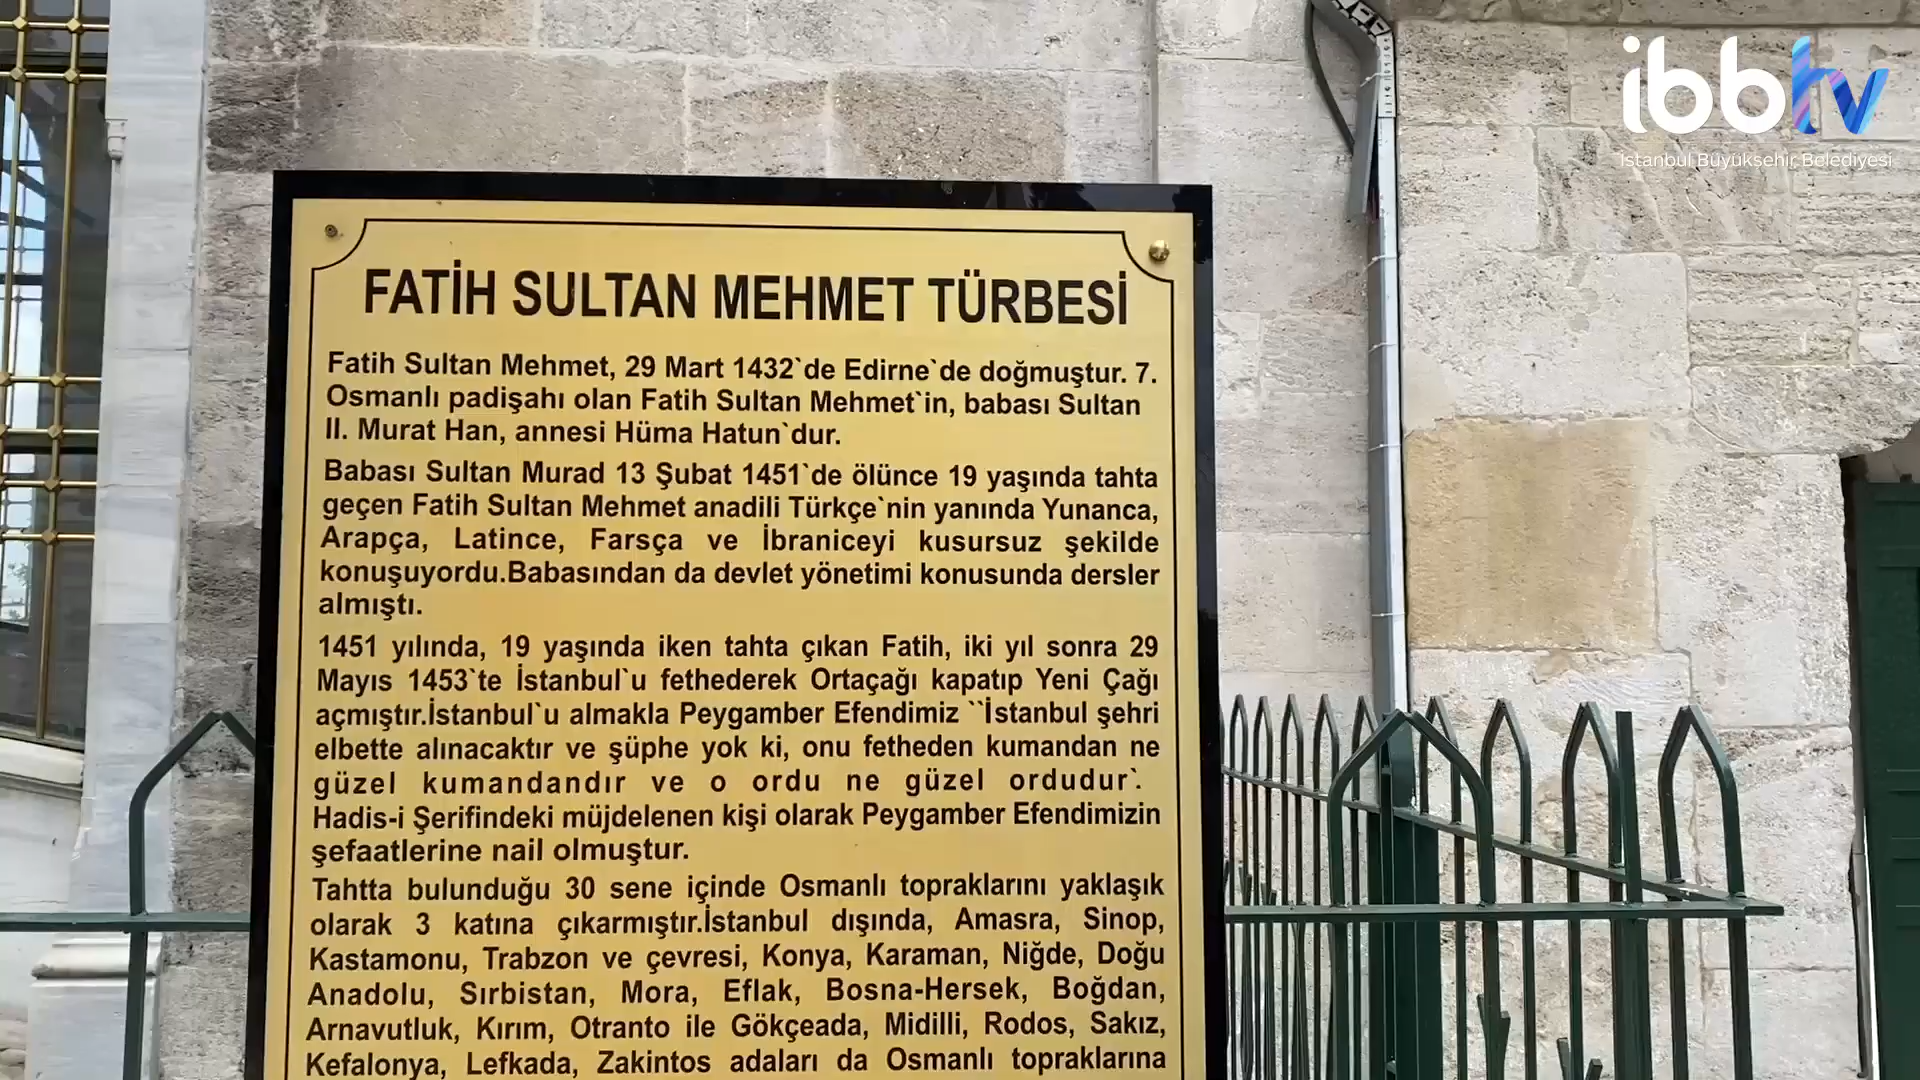 ibb tv
İstanbul Büyükşehir Belediyesi
FATİH SULTAN MEHMET TÜRBESİ
Fatih Sultan Mehmet, 29 Mart 1432`de Edirne`de doğmuştur. 7.
Osmanlı padişahı olan Fatih Sultan Mehmet`in, babası Sultan
II. Murat Han, annesi Hüma Hatun`dur.
Babası Sultan Murad 13 Şubat 1451`de ölünce 19 yaşında tahta
geçen Fatih Sultan Mehmet anadili Türkçe`nin yanında Yunanca,
Arapça, Latince, Farsça ve İbraniceyi kusursuz şekilde
konuşuyordu.Babasından da devlet yönetimi konusunda dersler
almıştı.
1451 yılında, 19 yaşında iken tahta çıkan Fatih, iki yıl sonra 29
Mayıs 1453`te İstanbul`u fethederek Ortaçağı kapatıp Yeni Çağı
açmıştır.İstanbul`u almakla Peygamber Efendimiz ``İstanbul şehri
elbette alınacaktır ve şüphe yok ki, onu fetheden kumandan ne
güzel kumandandır ve o ordu ne güzel ordudur`.
Hadis-i Şerifindeki müjdelenen kişi olarak Peygamber Efendimizin
şefaatlerine nail olmuştur.
Tahtta bulunduğu 30 sene içinde Osmanlı topraklarını yaklaşık
olarak 3 katına çıkarmıştır.İstanbul dışında, Amasra, Sinop,
Kastamonu, Trabzon ve çevresi, Konya, Karaman, Niğde, Doğu
Anadolu, Sırbistan, Mora, Eflak, Bosna-Hersek, Boğdan,
Arnavutluk, Kırım, Otranto ile Gökçeada, Midilli, Rodos, Sakız,
Kefalonya, Lefkada, Zakintos adaları da Osmanlı topraklarına